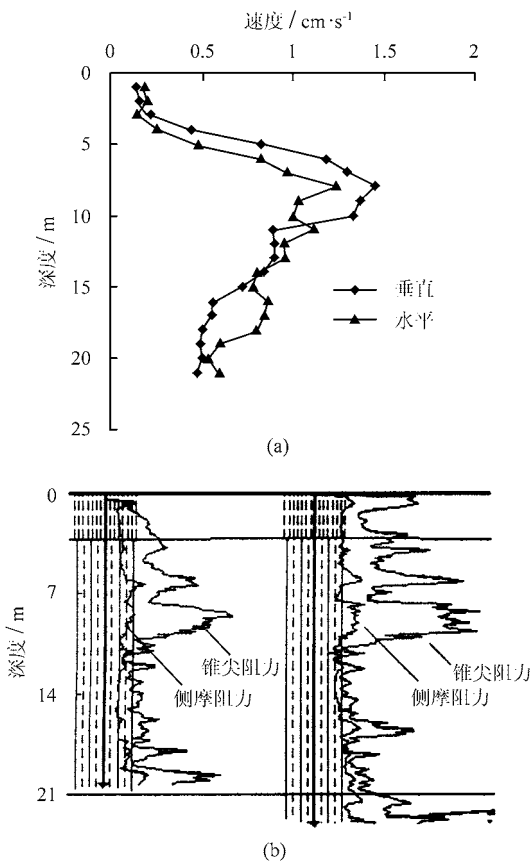 速度 / cm·s⁻¹
0 0.5 1 1.5 2
0
5
10
15
20
25
深度 / m
垂直
水平
(a)
0
7
14
21
深度 / m
锥尖阻力
侧摩阻力
锥尖阻力
侧摩阻力
(b)